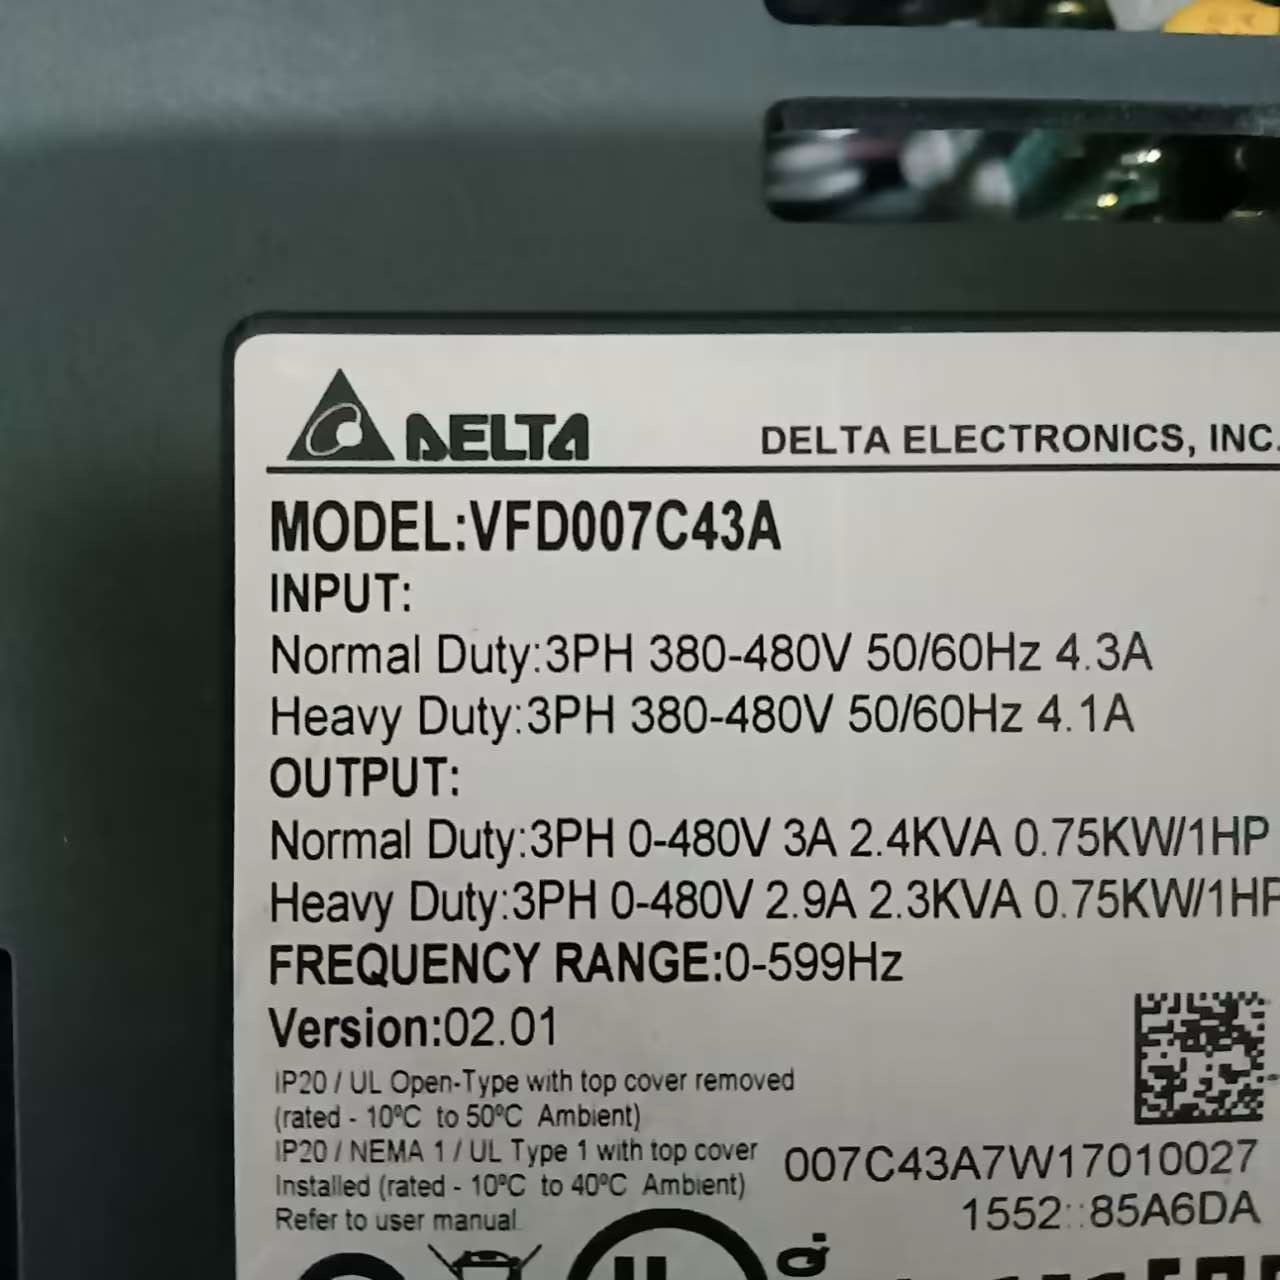 DELTA DELTA ELECTRONICS, INC.
MODEL:VFD007C43A
INPUT:
Normal Duty:3PH 380-480V 50/60Hz 4.3A
Heavy Duty:3PH 380-480V 50/60Hz 4.1A
OUTPUT:
Normal Duty:3PH 0-480V 3A 2.4KVA 0.75KW/1HP
Heavy Duty:3PH 0-480V 2.9A 2.3KVA 0.75KW/1HP
FREQUENCY RANGE:0-599Hz
Version:02.01
IP20 / UL Open-Type with top cover removed
(rated - 10°C to 50°C Ambient)
IP20 / NEMA 1 / UL Type 1 with top cover
Installed (rated - 10°C to 40°C Ambient)
Refer to user manual
007C43A7W17010027
1552::85A6DA